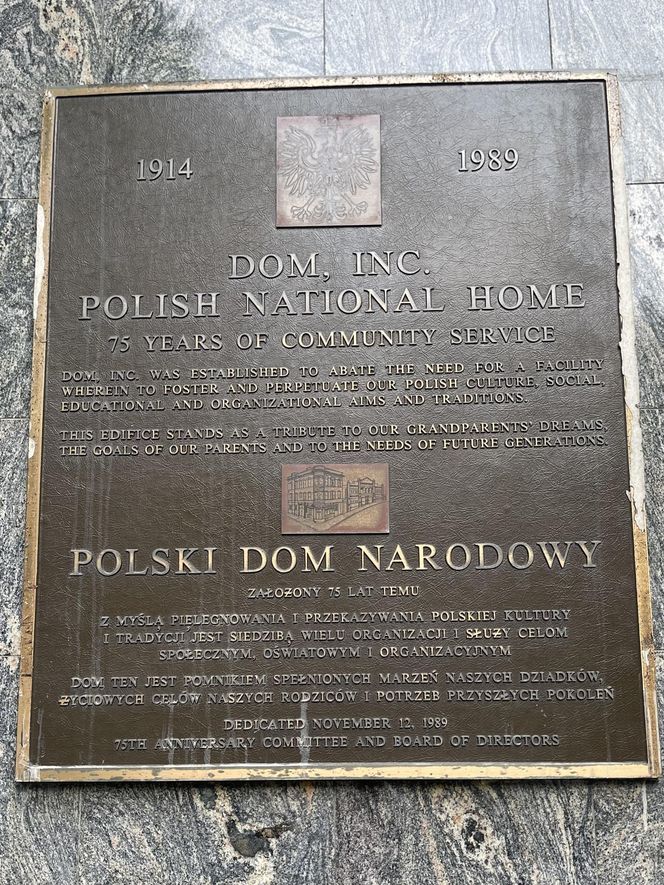 1914 1989
DOM, INC.
POLISH NATIONAL HOME
75 YEARS OF COMMUNITY SERVICE
DOM, INC. WAS ESTABLISHED TO ABATE THE NEED FOR A FACILITY
WHEREIN TO FOSTER AND PERPETUATE OUR POLISH CULTURE, SOCIAL,
EDUCATIONAL AND ORGANIZATIONAL AIMS AND TRADITIONS.
THIS EDIFICE STANDS AS A TRIBUTE TO OUR GRANDPARENTS' DREAMS,
THE GOALS OF OUR PARENTS AND TO THE NEEDS OF FUTURE GENERATIONS.
POLSKI DOM NARODOWY
ZAŁOŻONY 75 LAT TEMU
Z MYŚLĄ PIELEGNOWANIA I PRZEKAZYWANIA POLSKIEJ KULTURY
I TRADYCJI JEST SIEDZIBĄ WIELU ORGANIZACJI I SŁUŻY CELOM
SPOŁECZNYM, OŚWIATOWYM I ORGANIZACYJNYM
DOM TEN JEST POMNIKIEM SPEŁNIONYCH MARZEŃ NASZYCH DZIADKÓW,
ŻYCIOWYCH CELÓW NASZYCH RODZICÓW I POTRZEB PRZYSZŁYCH POKOLEŃ
DEDICATED NOVEMBER 12, 1989
75TH ANNIVERSARY COMMITTEE AND BOARD OF DIRECTORS